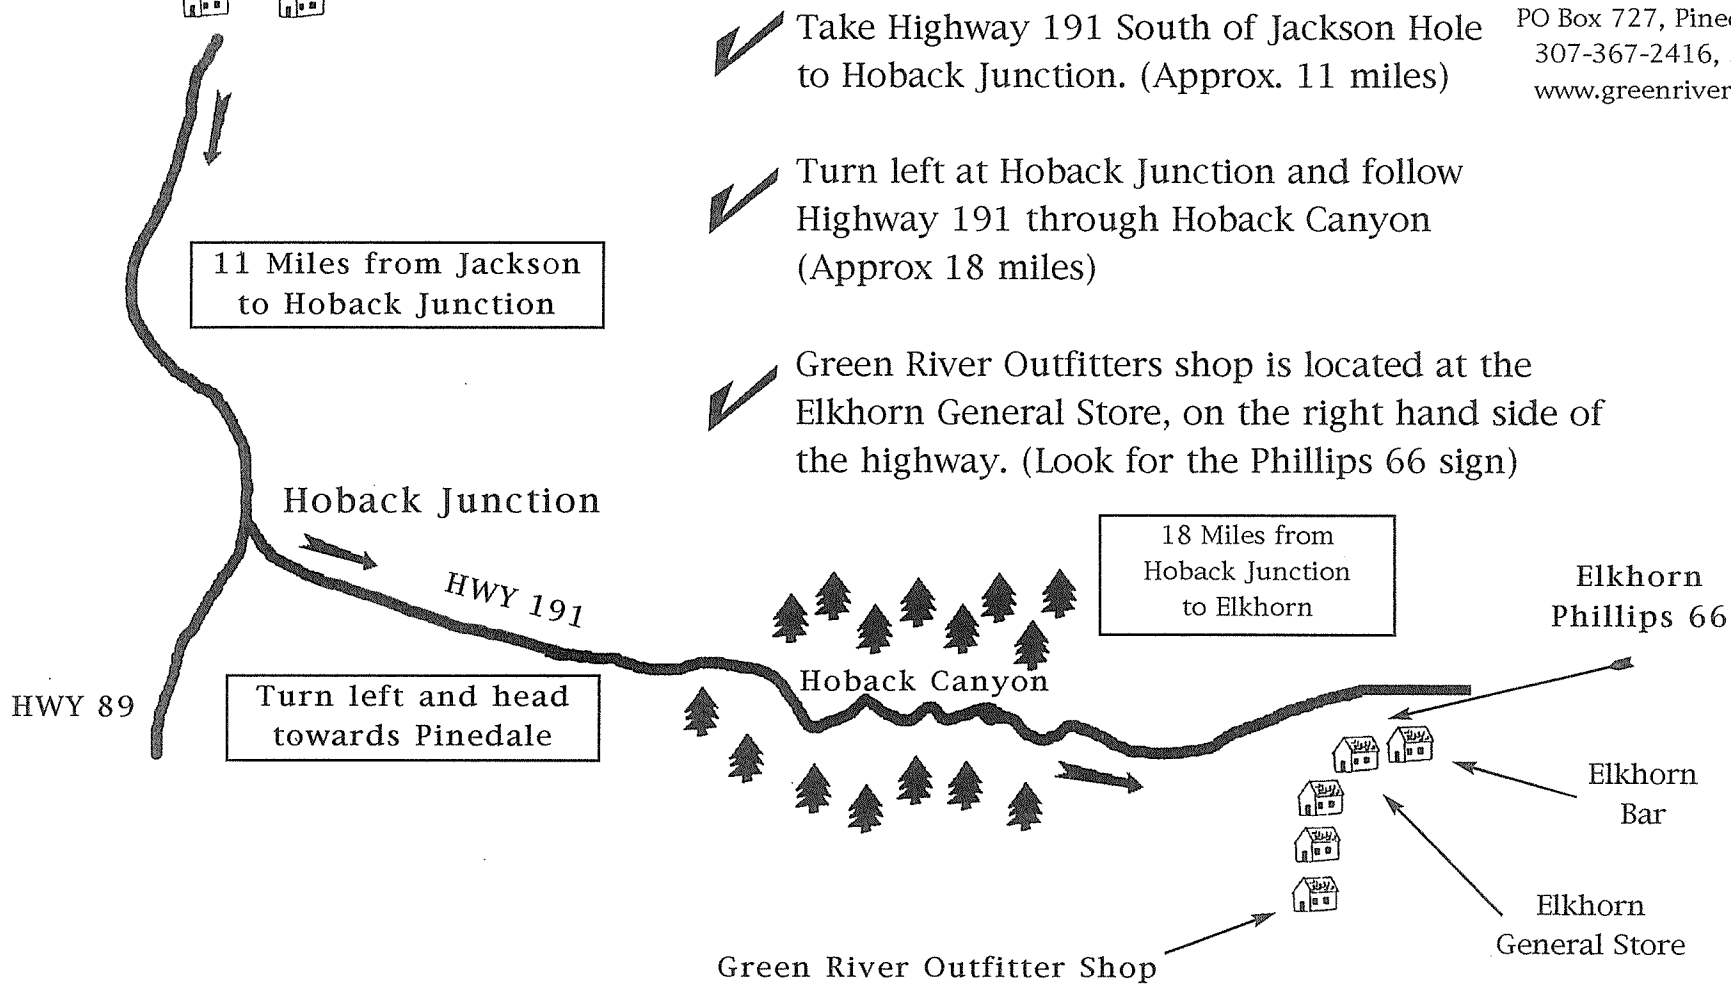 Take Highway 191 South of Jackson Hole
to Hoback Junction. (Approx. 11 miles)
PO Box 727,
307-367-2416,
Turn left at Hoback Junction and follow
Highway 191 through Hoback Canyon
(Approx 18 miles)
11 Miles from Jackson
to Hoback Junction
Green River Outfitters shop is located at the
Elkhorn General Store, on the right hand side of
the highway. (Look for the Phillips 66 sign)
Hoback Junction
18 Miles from
Hoback Junction
to Elkhorn
Elkhorn
Phillips 66
HWY 191
Hoback Canyon
HWY 89
Turn left and head
towards Pinedale
Elkhorn
Bar
Elkhorn
General Store
Green River Outfitter Shop